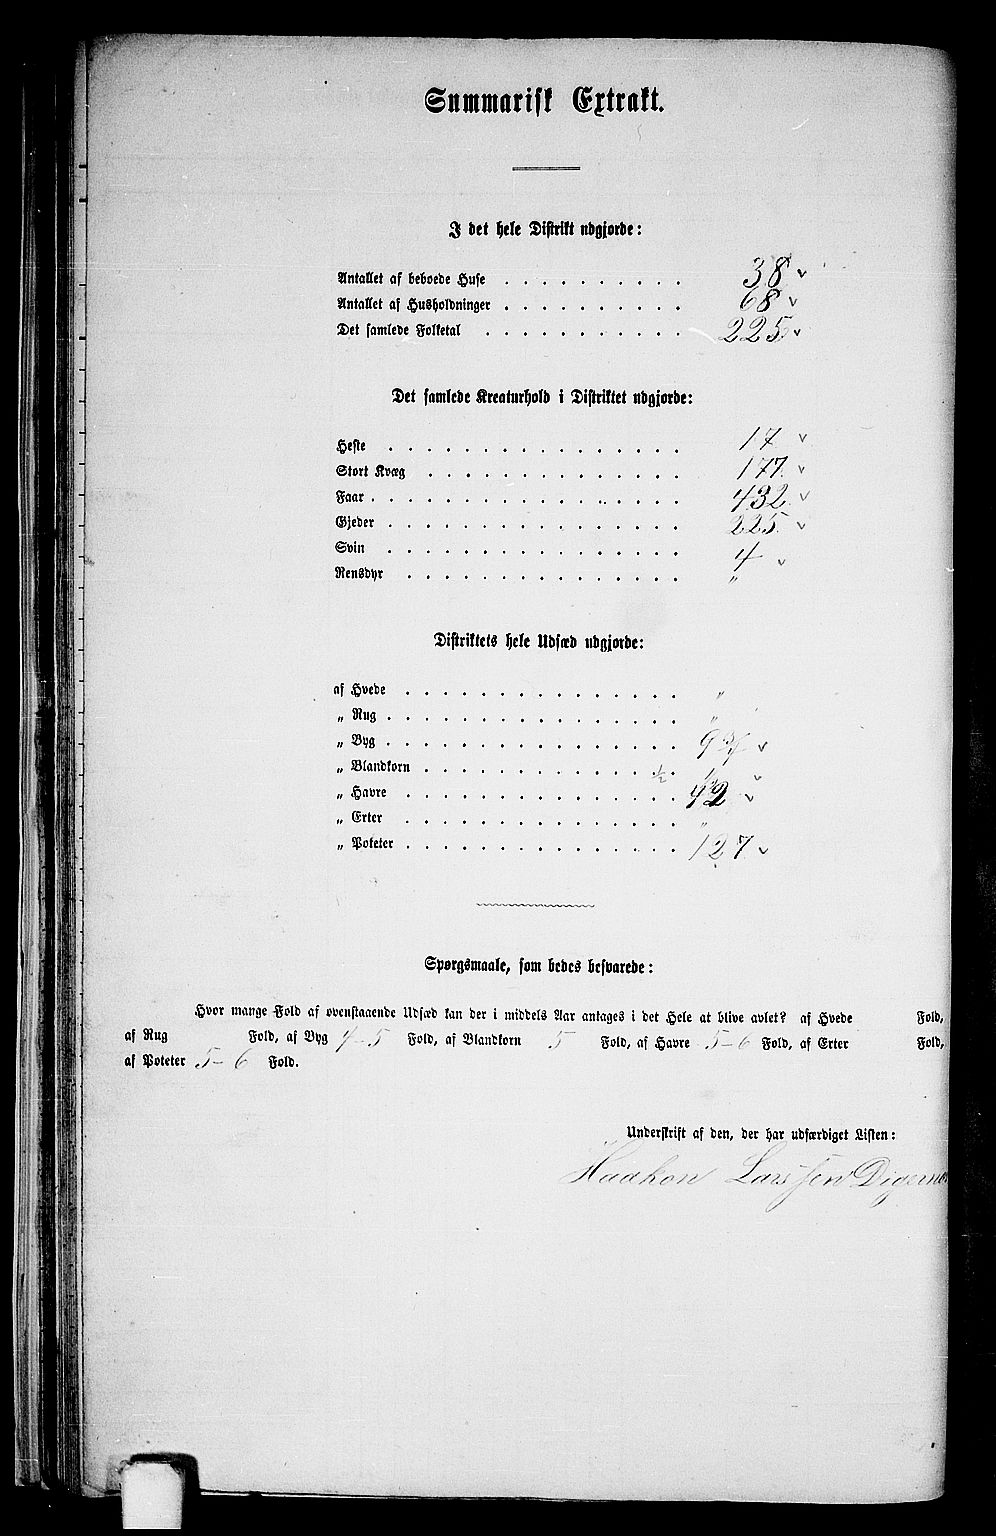 Summarisk Extrakt.
I det hele Distrikt udgjorde:
Antallet af beboede Huse . . . . . . . . . . 38 v
Antallet af Husholdninger . . . . . . . . . . 68 v
Det samlede Folketal . . . . . . . . . . . 225 v
Det samlede Kreaturhold i Distriktet udgjorde:
Heste . . . . . . . . . . . . . . . . 17 v
Stort Kvæg . . . . . . . . . . . . . . 177 v
Faar . . . . . . . . . . . . . . . . . 432 v
Gjeder . . . . . . . . . . . . . . . . 225 v
Svin . . . . . . . . . . . . . . . . 4 v
Rensdyr . . . . . . . . . . . . . . . „
Distriktets hele Udsæd udgjorde:
af Hvede . . . . . . . . . . . . . . . „
„ Rug . . . . . . . . . . . . . . . . „
„ Byg . . . . . . . . . . . . . . . . v
„ Blandkorn . . . . . . . . . . . . . . ½ v
„ Havre . . . . . . . . . . . . . . . v
„ Erter . . . . . . . . . . . . . . . „
„ Poteter . . . . . . . . . . . . . . . 127 v
Spørgsmaale, som bedes besvarede:
Hvor mange Fold af ovenstaaende Udsæd kan der i middels Aar antages i det Hele at blive avlet? af Hvede Fold,
af Rug Fold, af Byg 4-5 Fold, af Blandkorn 5 Fold, af Havre 5-6 Fold, af Erter Fold,
af Poteter 5-6 Fold.
Underskrift af den, der har udfærdiget Listen:
Haakon Larssen